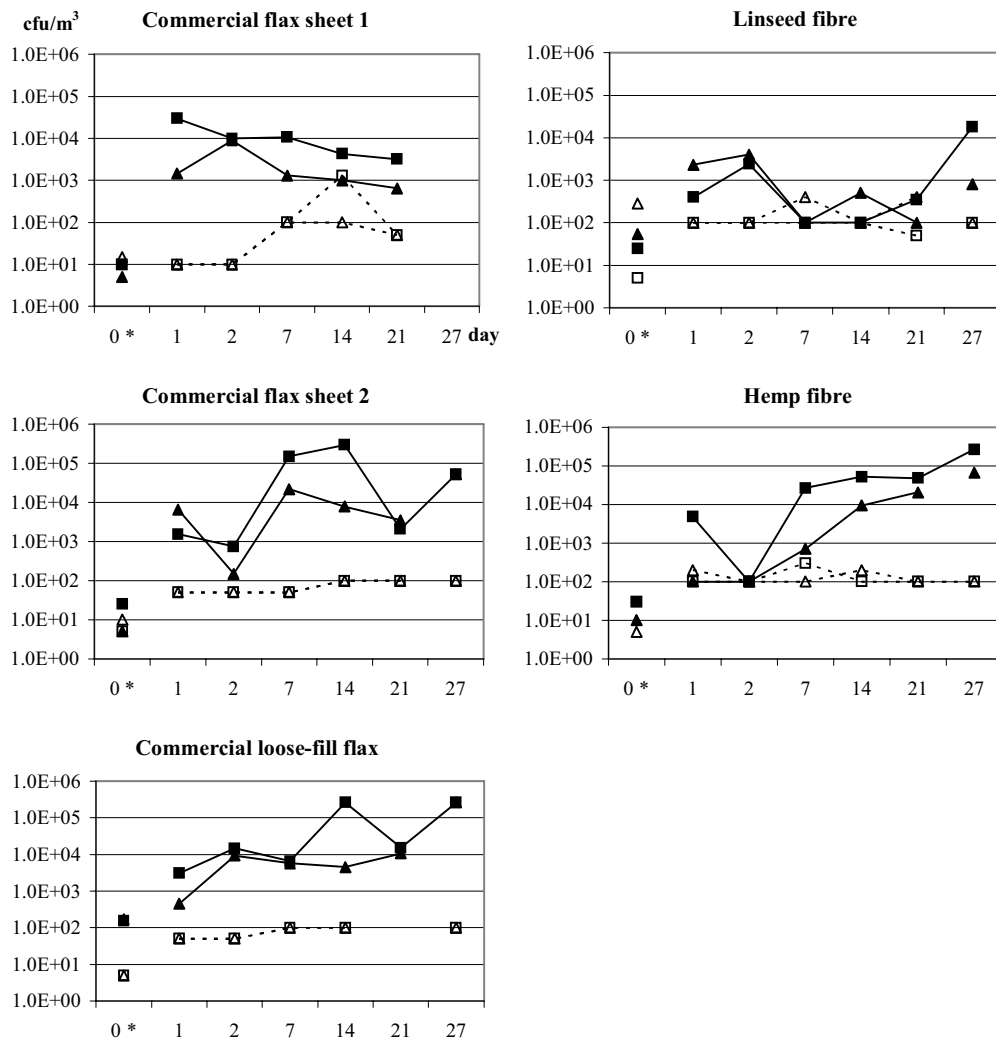 cfu/m³
Commercial flax sheet 1
1.0E+06
1.0E+05
1.0E+04
1.0E+03
1.0E+02
1.0E+01
1.0E+00
0 * 1 2 7 14 21 27 day
Linseed fibre
1.0E+06
1.0E+05
1.0E+04
1.0E+03
1.0E+02
1.0E+01
1.0E+00
0 * 1 2 7 14 21 27
Commercial flax sheet 2
1.0E+06
1.0E+05
1.0E+04
1.0E+03
1.0E+02
1.0E+01
1.0E+00
0 * 1 2 7 14 21 27
Hemp fibre
1.0E+06
1.0E+05
1.0E+04
1.0E+03
1.0E+02
1.0E+01
1.0E+00
0 * 1 2 7 14 21 27
Commercial loose-fill flax
1.0E+06
1.0E+05
1.0E+04
1.0E+03
1.0E+02
1.0E+01
1.0E+00
0 * 1 2 7 14 21 27